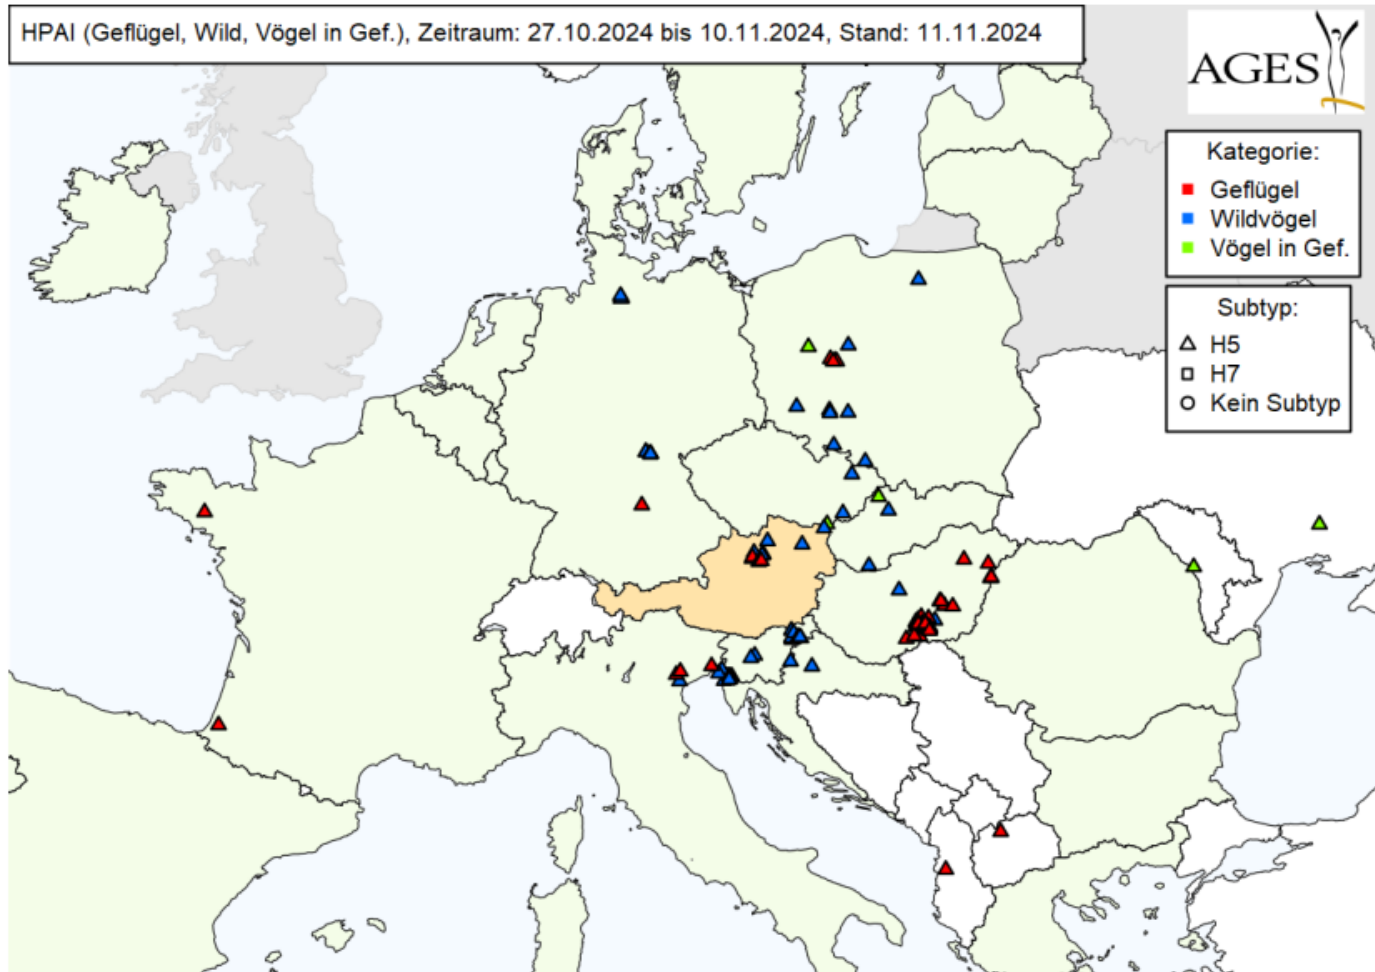 HPAI (Geflügel, Wild, Vögel in Gef.), Zeitraum: 27.10.2024 bis 10.11.2024, Stand: 11.11.2024
AGES
Kategorie:
Geflügel
Wildvögel
Vögel in Gef.
Subtyp:
H5
H7
Kein Subtyp